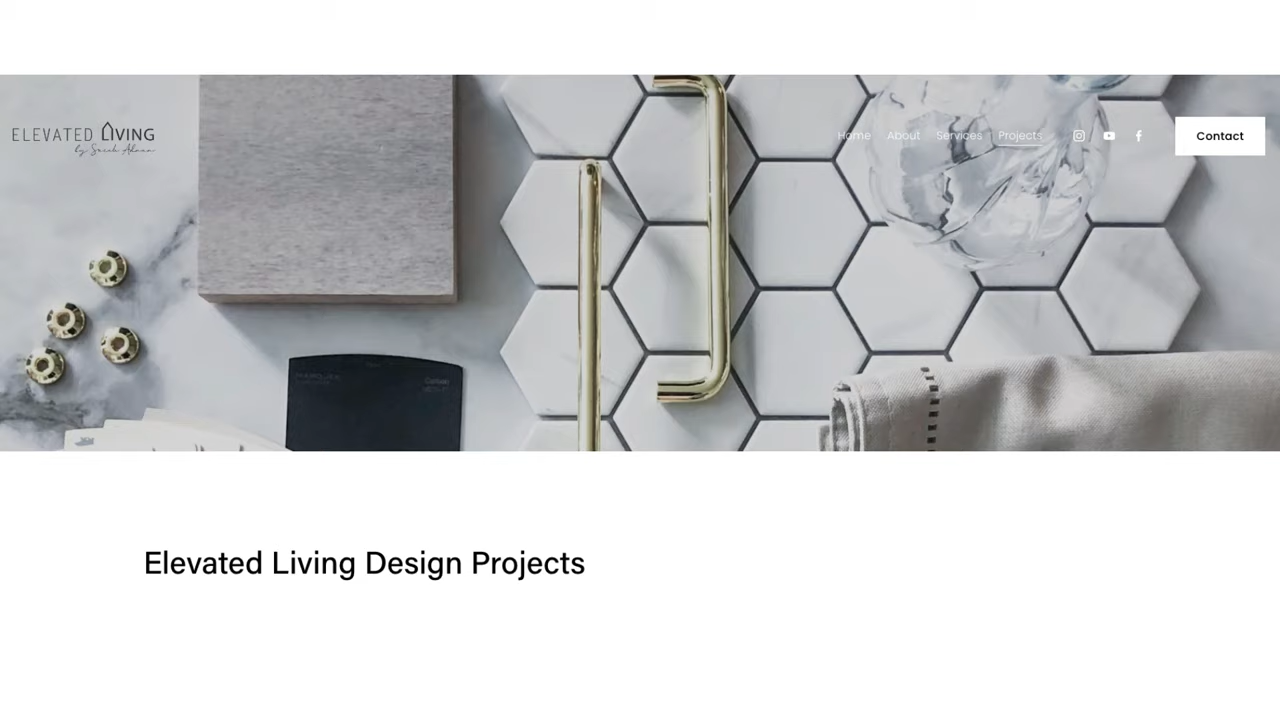 ELEVATED LIVING
Home About Services Projects
Contact
Elevated Living Design Projects